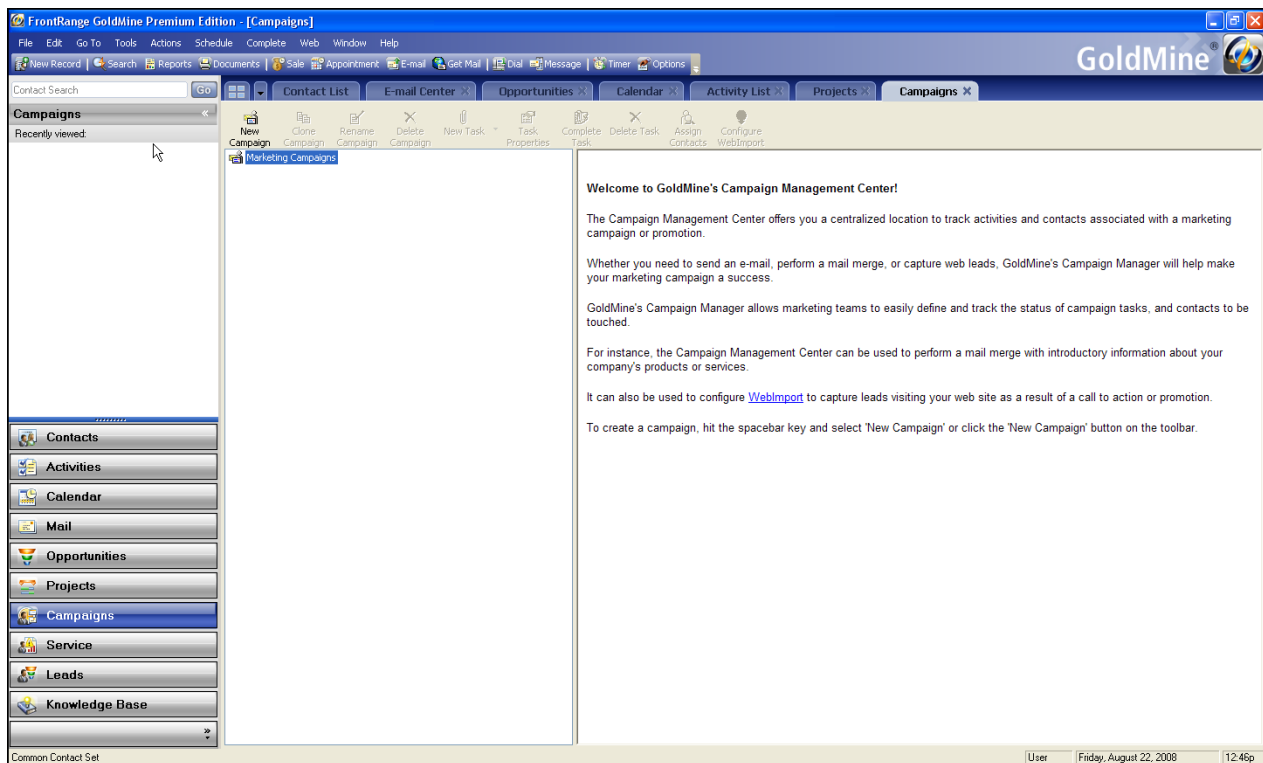 FrontRange GoldMine Premium Edition - [Campaigns]
File Edit Go To Tools Actions Schedule Complete Web Window Help
New Record Search Reports Documents Sale Appointment E-mail Get Mail Dial Message Timer Options
GoldMine®
Contact Search Go
Contact List E-mail Center Opportunities Calendar Activity List Projects Campaigns
Campaigns
Recently viewed:
New Campaign
Clone Campaign
Rename Campaign
Delete Campaign
New Task
Task Properties
Complete Task
Delete Task
Assign Contacts
Configure WebImport
Marketing Campaigns
Welcome to GoldMine's Campaign Management Center!
The Campaign Management Center offers you a centralized location to track activities and contacts associated with a marketing
campaign or promotion.
Whether you need to send an e-mail, perform a mail merge, or capture web leads, GoldMine's Campaign Manager will help make
your marketing campaign a success.
GoldMine's Campaign Manager allows marketing teams to easily define and track the status of campaign tasks, and contacts to be
touched.
For instance, the Campaign Management Center can be used to perform a mail merge with introductory information about your
company's products or services.
It can also be used to configure WebImport to capture leads visiting your web site as a result of a call to action or promotion.
To create a campaign, hit the spacebar key and select 'New Campaign' or click the 'New Campaign' button on the toolbar.
Contacts
Activities
Calendar
Mail
Opportunities
Projects
Campaigns
Service
Leads
Knowledge Base
Common Contact Set
User Friday, August 22, 2008 12:46p